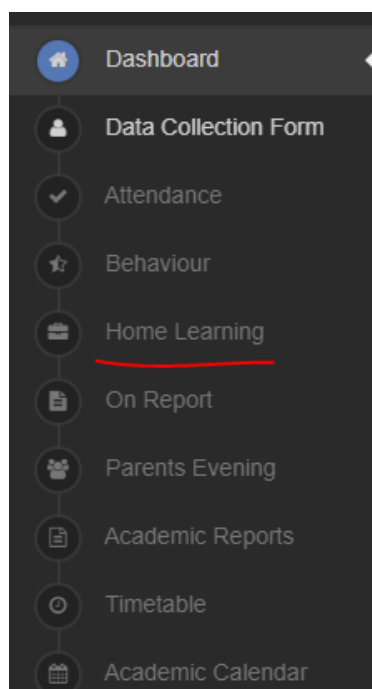 Dashboard
Data Collection Form
Attendance
Behaviour
Home Learning
On Report
Parents Evening
Academic Reports
Timetable
Academic Calendar